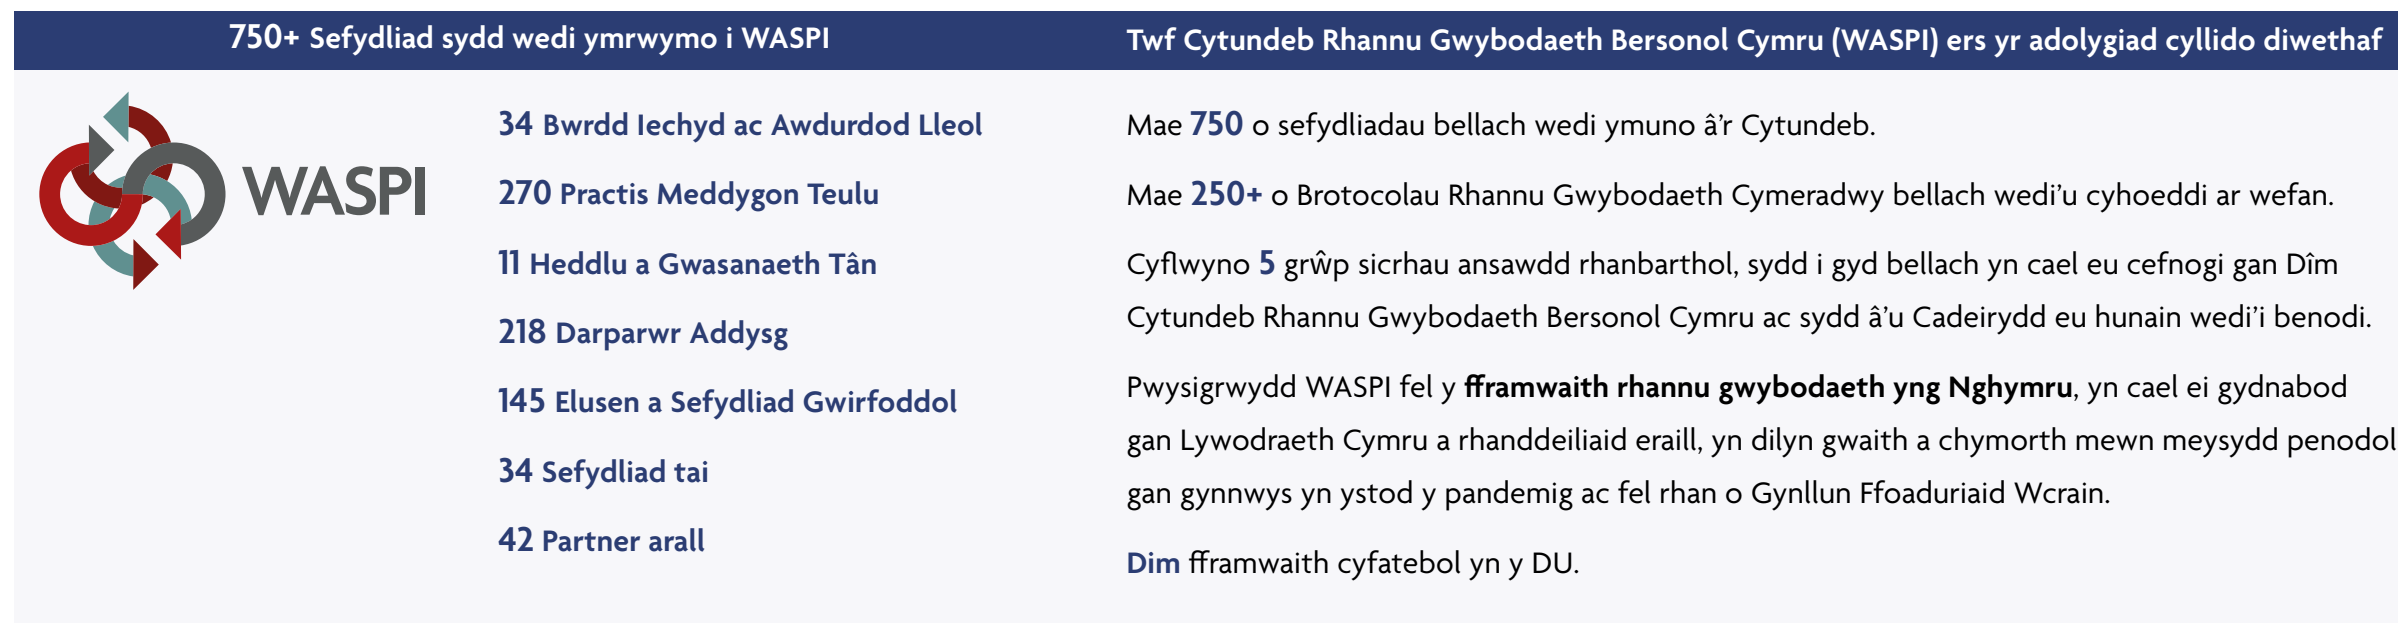 750+ Sefydliad sydd wedi ymrwymo i WASPI
WASPI
34 Bwrdd Iechyd ac Awdurdod Lleol
270 Practis Meddygon Teulu
11 Heddlu a Gwasanaeth Tân
218 Darparwr Addysg
145 Elusen a Sefydliad Gwirfoddol
34 Sefydliad tai
42 Partner arall
Twf Cytundeb Rhannu Gwybodaeth Bersonol Cymru (WASPI) ers yr adolygiad cyllido diwethaf
Mae 750 o sefydliadau bellach wedi ymuno â’r Cytundeb.
Mae 250+ o Brotocolau Rhannu Gwybodaeth Cymeradwy bellach wedi’u cyhoeddi ar wefan.
Cyflwyno 5 grŵp sicrhau ansawdd rhanbarthol, sydd i gyd bellach yn cael eu cefnogi gan Dîm
Cytundeb Rhannu Gwybodaeth Bersonol Cymru ac sydd â’u Cadeirydd eu hunain wedi’i benodi.
Pwysigrwydd WASPI fel y fframwaith rhannu gwybodaeth yng Nghymru, yn cael ei gydnabod
gan Lywodraeth Cymru a rhanddeiliaid eraill, yn dilyn gwaith a chymorth mewn meysydd penodol
gan gynnwys yn ystod y pandemig ac fel rhan o Gynllun Ffoaduriaid Wcrain.
Dim fframwaith cyfatebol yn y DU.